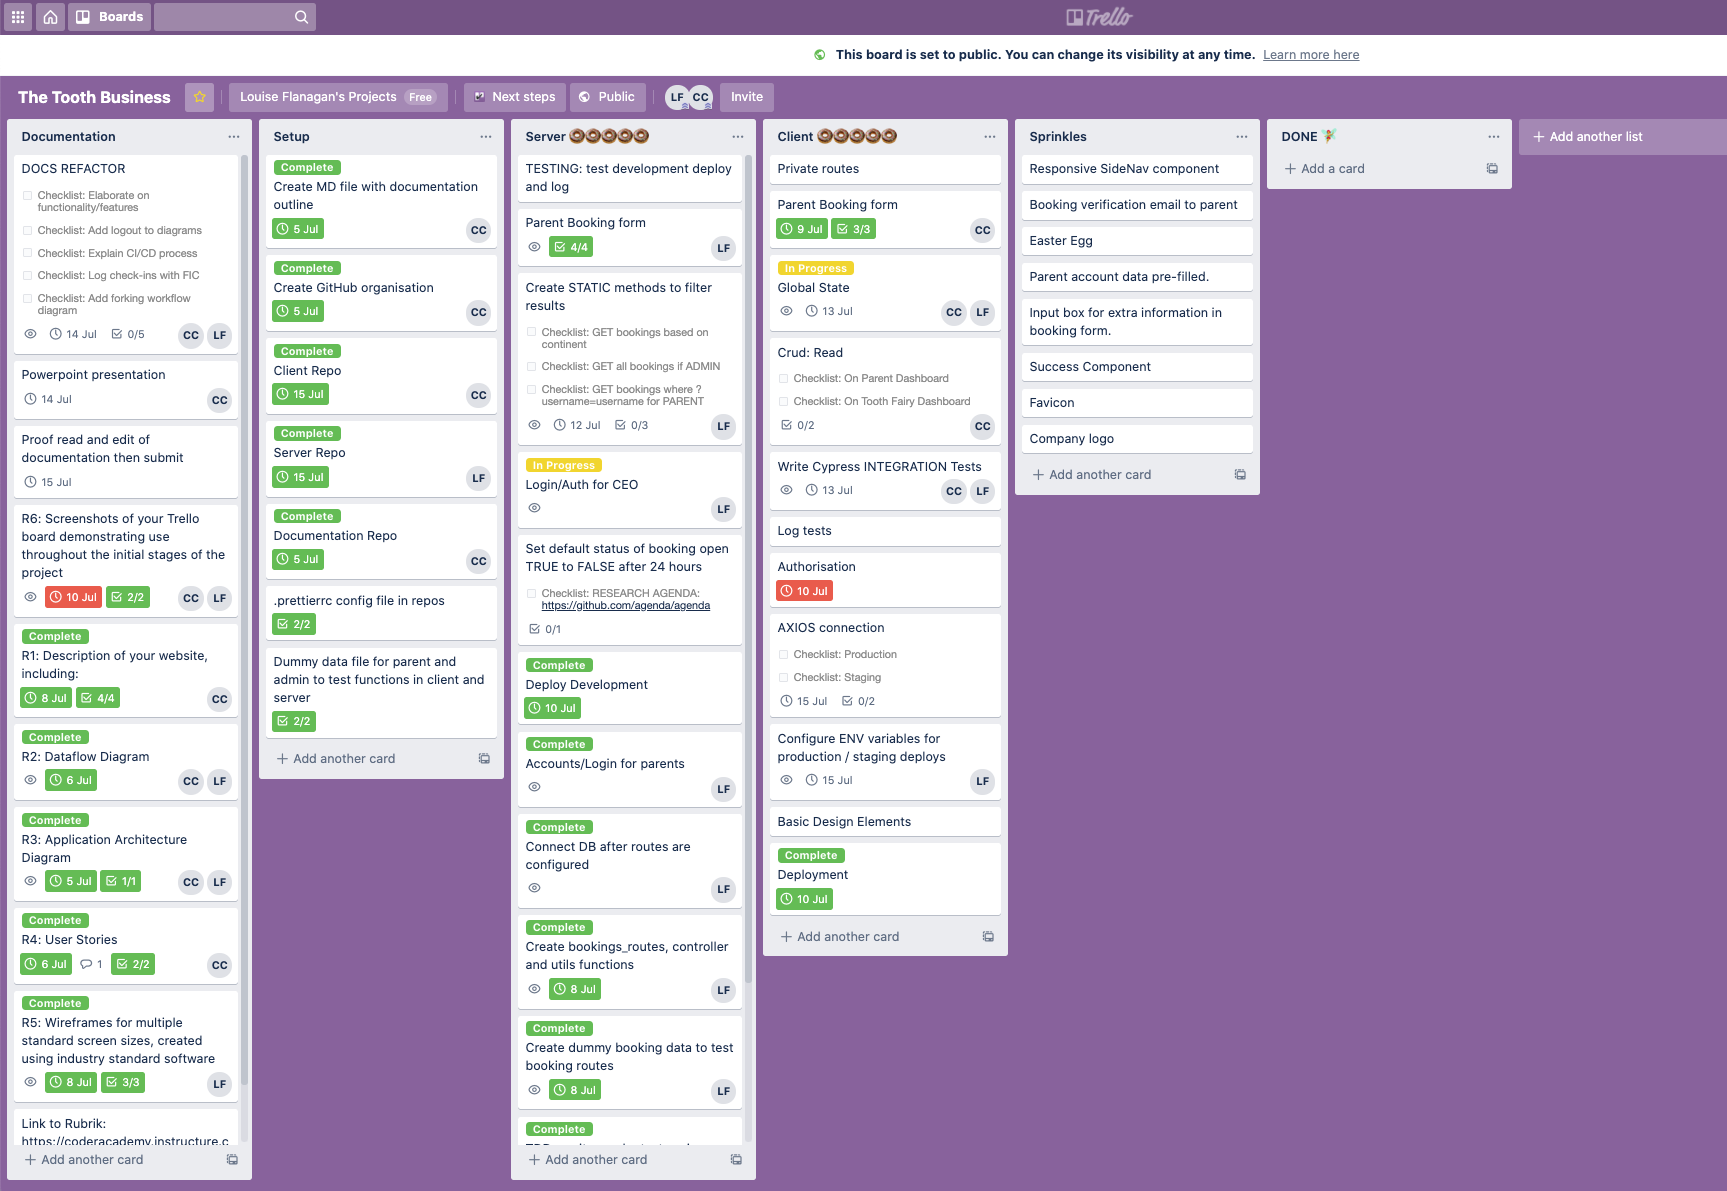 Boards
Trello
This board is set to public. You can change its visibility at any time. Learn more here
The Tooth Business
Louise Flanagan's Projects Free
Next steps
Public
LF CC
Invite
Documentation
DOCS REFACTOR
Checklist: Elaborate on
functionality/features
Checklist: Add logout to diagrams
Checklist: Explain CI/CD process
Checklist: Log check-ins with FIC
Checklist: Add forking workflow
diagram
14 Jul 0/5 CC LF
Powerpoint presentation
14 Jul CC
Proof read and edit of
documentation then submit
15 Jul
R6: Screenshots of your Trello
board demonstrating use
throughout the initial stages of the
project
10 Jul 2/2 CC LF
Complete
R1: Description of your website,
including:
8 Jul 4/4 CC
Complete
R2: Dataflow Diagram
6 Jul CC LF
Complete
R3: Application Architecture
Diagram
5 Jul 1/1 CC LF
Complete
R4: User Stories
6 Jul 1 2/2 CC
Complete
R5: Wireframes for multiple
standard screen sizes, created
using industry standard software
8 Jul 3/3 LF
Link to Rubrik:
https://coderacademy.instructure.c
+ Add another card
Setup
Complete
Create MD file with documentation
outline
5 Jul CC
Complete
Create GitHub organisation
5 Jul CC
Complete
Client Repo
15 Jul CC
Complete
Server Repo
15 Jul LF
Complete
Documentation Repo
5 Jul CC
.prettierrc config file in repos
2/2
Dummy data file for parent and
admin to test functions in client and
server
2/2
+ Add another card
Server 🍩🍩🍩🍩🍩
TESTING: test development deploy
and log
Parent Booking form
4/4 LF
Create STATIC methods to filter
results
Checklist: GET bookings based on
continent
Checklist: GET all bookings if ADMIN
Checklist: GET bookings where ?
username=username for PARENT
12 Jul 0/3 LF
In Progress
Login/Auth for CEO
LF
Set default status of booking open
TRUE to FALSE after 24 hours
Checklist: RESEARCH AGENDA:
https://github.com/agenda/agenda
0/1
Complete
Deploy Development
10 Jul
Complete
Accounts/Login for parents
LF
Complete
Connect DB after routes are
configured
LF
Complete
Create bookings_routes, controller
and utils functions
8 Jul LF
Complete
Create dummy booking data to test
booking routes
8 Jul LF
Complete
+ Add another card
Client 🍩🍩🍩🍩🍩
Private routes
Parent Booking form
9 Jul 3/3 CC
In Progress
Global State
13 Jul CC LF
Crud: Read
Checklist: On Parent Dashboard
Checklist: On Tooth Fairy Dashboard
0/2 CC
Write Cypress INTEGRATION Tests
13 Jul CC LF
Log tests
Authorisation
10 Jul
AXIOS connection
Checklist: Production
Checklist: Staging
15 Jul 0/2
Configure ENV variables for
production / staging deploys
15 Jul LF
Basic Design Elements
Complete
Deployment
10 Jul
+ Add another card
Sprinkles
Responsive SideNav component
Booking verification email to parent
Easter Egg
Parent account data pre-filled.
Input box for extra information in
booking form.
Success Component
Favicon
Company logo
+ Add another card
DONE 🧚
+ Add a card
+ Add another list